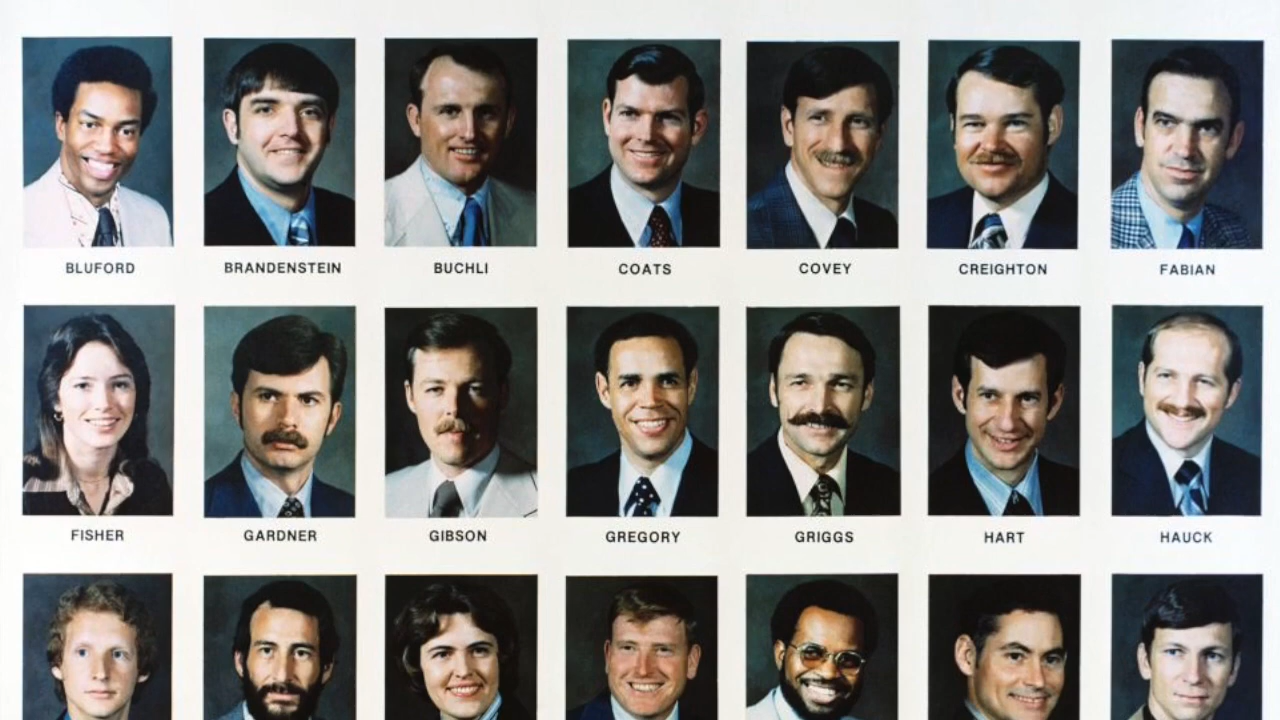 BLUFORD BRANDENSTEIN BUCHLI COATS COVEY CREIGHTON FABIAN
FISHER GARDNER GIBSON GREGORY GRIGGS HART HAUCK